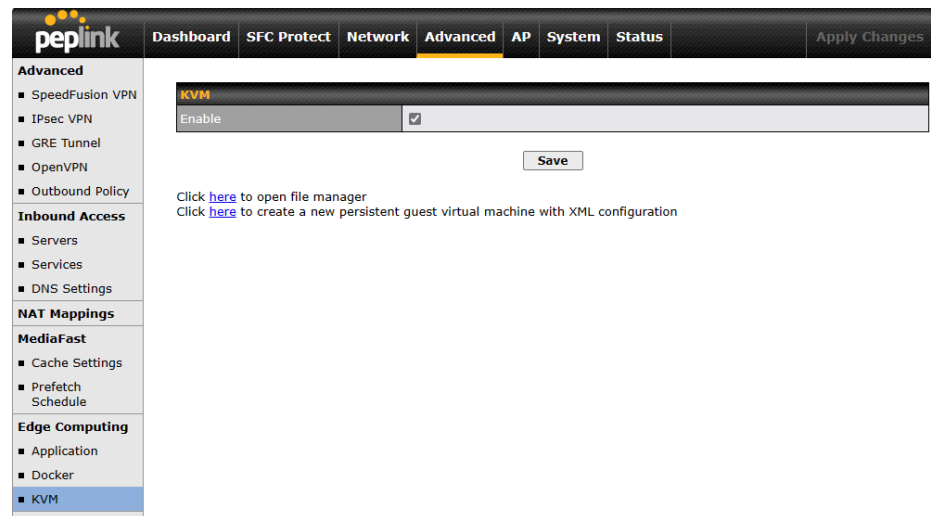 peplink
Dashboard SFC Protect Network Advanced AP System Status Apply Changes
Advanced
SpeedFusion VPN
IPsec VPN
GRE Tunnel
OpenVPN
Outbound Policy
Inbound Access
Servers
Services
DNS Settings
NAT Mappings
MediaFast
Cache Settings
Prefetch
Schedule
Edge Computing
Application
Docker
KVM
KVM
Enable
Save
Click here to open file manager
Click here to create a new persistent guest virtual machine with XML configuration